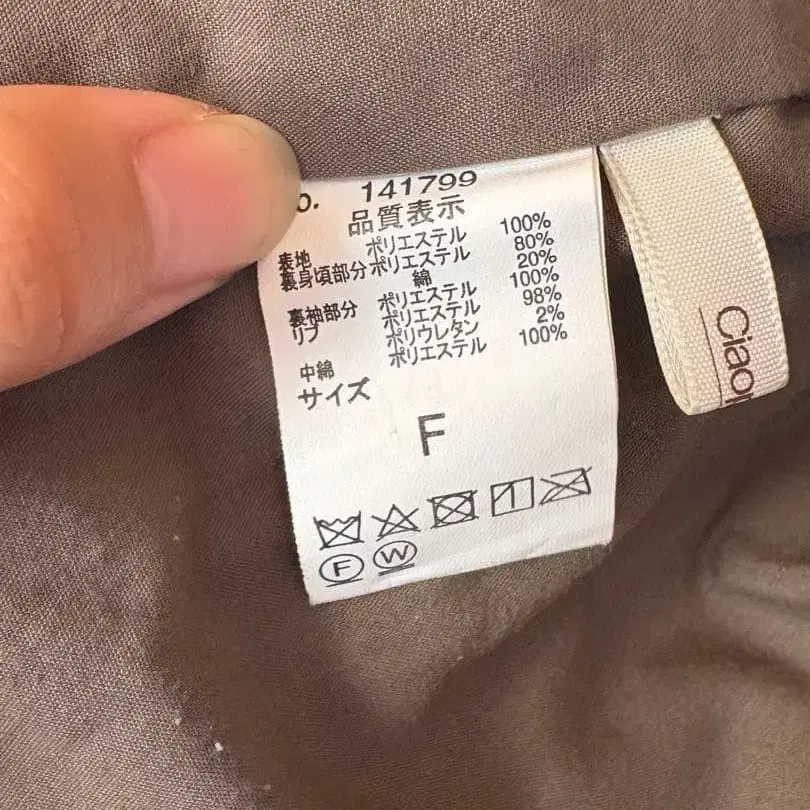 o. 141799
品質表示
表地 ポリエステル 100%
裏身頃部分 ポリエステル 80%
綿 20%
裏袖部分 ポリエステル 100%
リブ ポリエステル 98%
ポリウレタン 2%
中綿 ポリエステル 100%
サイズ
F
F W
Ciao